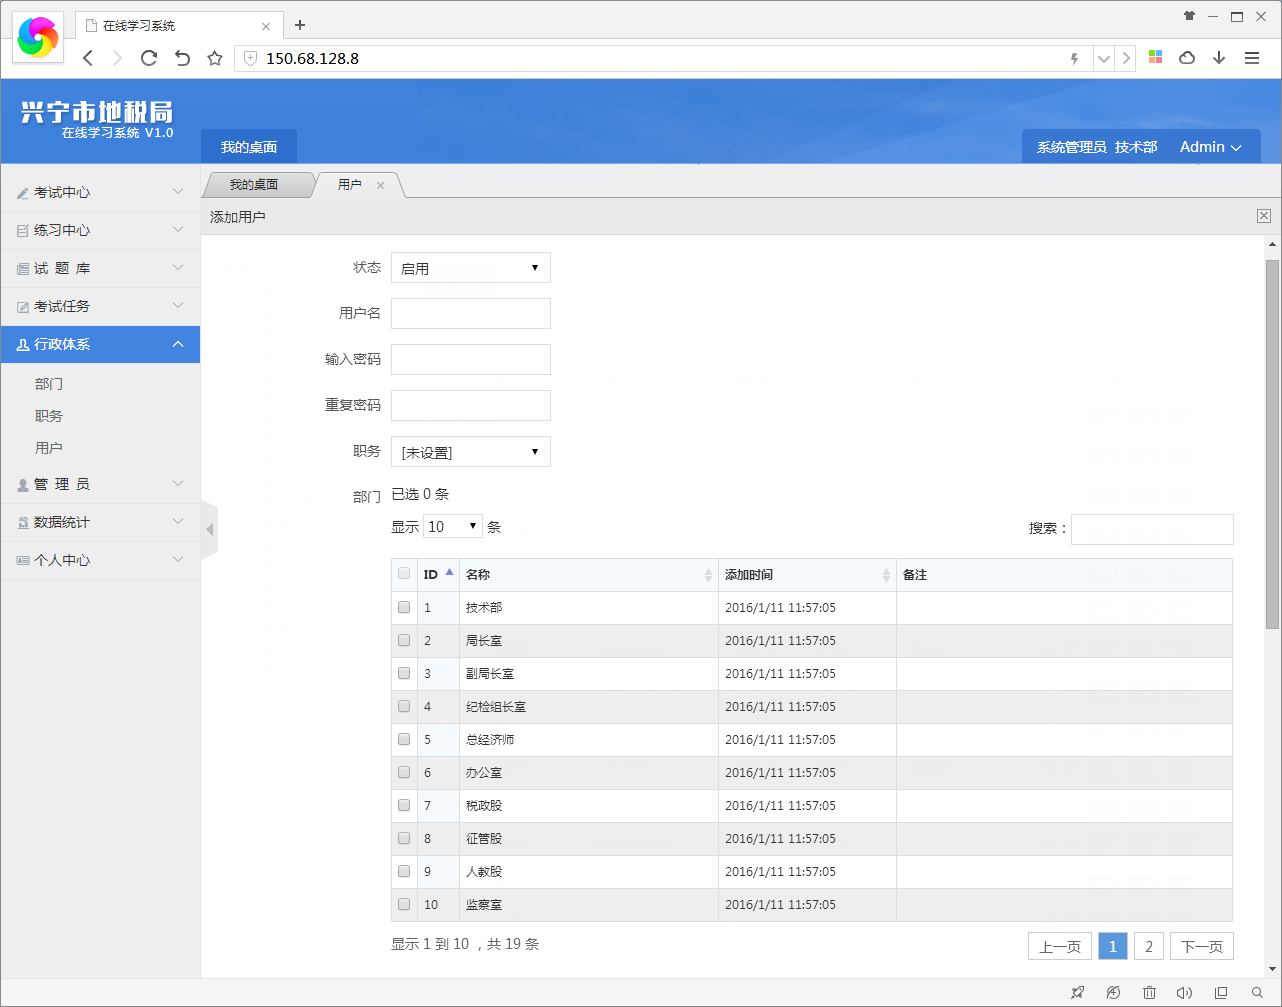 在线学习系统
150.68.128.8
兴宁市地税局
在线学习系统 V1.0
我的桌面
系统管理员 技术部 Admin
考试中心
练习中心
试 题 库
考试任务
行政体系
部门
职务
用户
管 理 员
数据统计
个人中心
我的桌面 用户
添加用户
状态 启用
用户名
输入密码
重复密码
职务 [未设置]
部门 已选 0 条
显示 10 条 搜索：
ID 名称 添加时间 备注
1 技术部 2016/1/11 11:57:05
2 局长室 2016/1/11 11:57:05
3 副局长室 2016/1/11 11:57:05
4 纪检组长室 2016/1/11 11:57:05
5 总经济师 2016/1/11 11:57:05
6 办公室 2016/1/11 11:57:05
7 税政股 2016/1/11 11:57:05
8 征管股 2016/1/11 11:57:05
9 人教股 2016/1/11 11:57:05
10 监察室 2016/1/11 11:57:05
显示 1 到 10 ，共 19 条 上一页 1 2 下一页